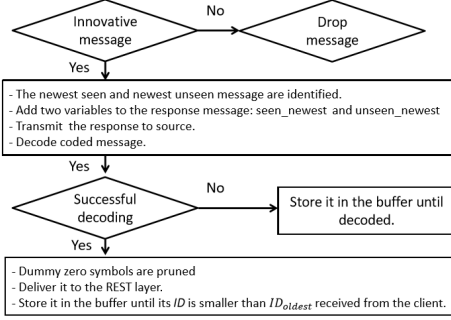 Innovative
message
No
Drop
message
Yes
- The newest seen and newest unseen message are identified.
- Add two variables to the response message: seen_newest and unseen_newest
- Transmit the response to source.
- Decode coded message.
Yes
Successful
decoding
No
Store it in the buffer until
decoded.
Yes
- Dummy zero symbols are pruned
- Deliver it to the REST layer.
- Store it in the buffer until its ID is smaller than ID_oldest received from the client.